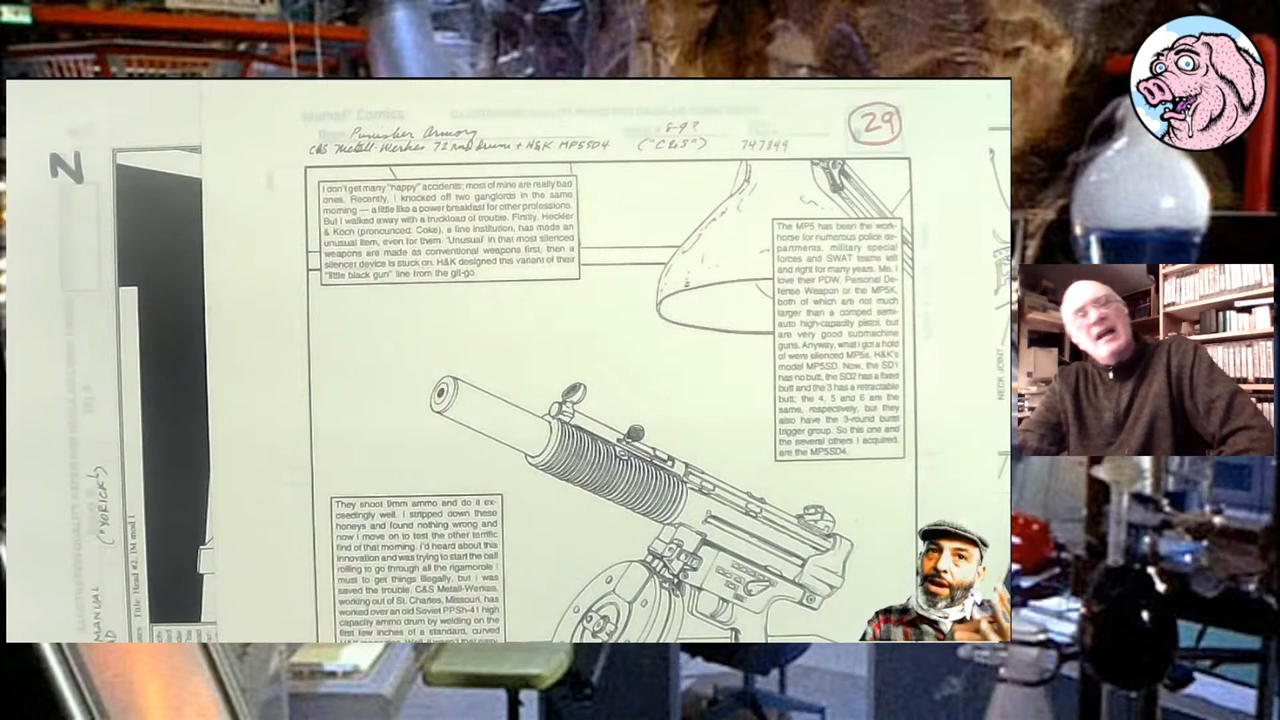 29
Punisher Armory
8-93
C&S Metall-Werkes 72 rnd Drum + H&K MP5SD4
("C&S")
747849
N
I don't get many "happy" accidents; most of mine are really bad
ones. Recently, I knocked off two ganglords in the same
morning — a little like a power breakfast for other professions.
But I walked away with a truckload of trouble. Firstly, Heckler
& Koch (pronounced: Coke), a fine institution, has made an
unusual item, even for them. 'Unusual' in that most silenced
weapons are made as conventional weapons first, then a
silencer device is stuck on. H&K designed this variant of their
"little black gun" line from the git-go.
The MP5 has been the work-
horse for numerous police de-
partments, military special
forces and SWAT teams left
and right for many years. Me, I
love their PDW, Personal De-
fense Weapon or the MP5K,
both of which are not much
larger than a comped semi-
auto high-capacity pistol, but
are very good submachine
guns. Anyway, what I got a hold
of were silenced MP5s, H&K's
model MP5SD. Now, the SD1
has no butt, the SD2 has a fixed
butt and the 3 has a retractable
butt; the 4, 5 and 6 are the
same, respectively, but they
also have the 3-round burst
trigger group. So this one and
the several others I acquired,
are the MP5SD4.
NECK JOINT
They shoot 9mm ammo and do it ex-
ceedingly well. I stripped down these
honeys and found nothing wrong and
now I move on to test the other terrific
find of that morning. I'd heard about this
innovation and was trying to start the ball
rolling to go through all the rigamorole I
must to get things illegally, but I was
saved the trouble. C&S Metall-Werkes,
working out of St. Charles, Missouri, has
worked over an old Soviet PPSh-41 high
capacity ammo drum by welding on the
first few inches of a standard, curved
("YORICK")
MANUAL
Title: Head #2, IM mod 1